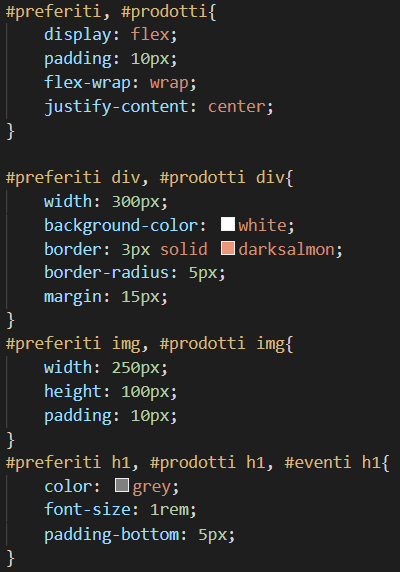 #preferiti, #prodotti{
    display: flex;
    padding: 10px;
    flex-wrap: wrap;
    justify-content: center;
}

#preferiti div, #prodotti div{
    width: 300px;
    background-color: white;
    border: 3px solid darksalmon;
    border-radius: 5px;
    margin: 15px;
}
#preferiti img, #prodotti img{
    width: 250px;
    height: 100px;
    padding: 10px;
}
#preferiti h1, #prodotti h1, #eventi h1{
    color: grey;
    font-size: 1rem;
    padding-bottom: 5px;
}